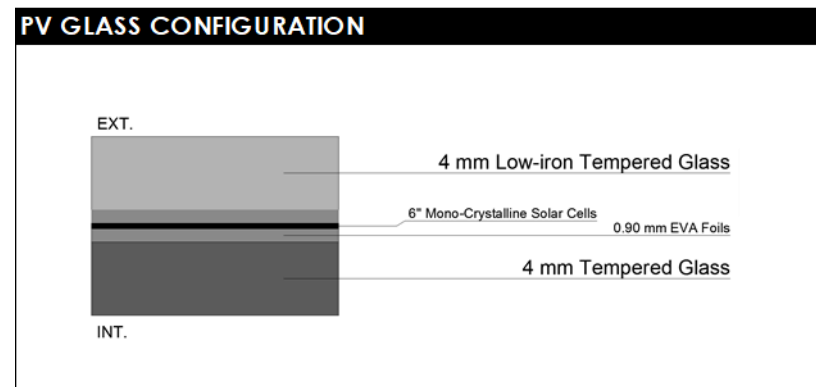 PV GLASS CONFIGURATION
EXT.
4 mm Low-iron Tempered Glass
6" Mono-Crystalline Solar Cells
0.90 mm EVA Foils
4 mm Tempered Glass
INT.